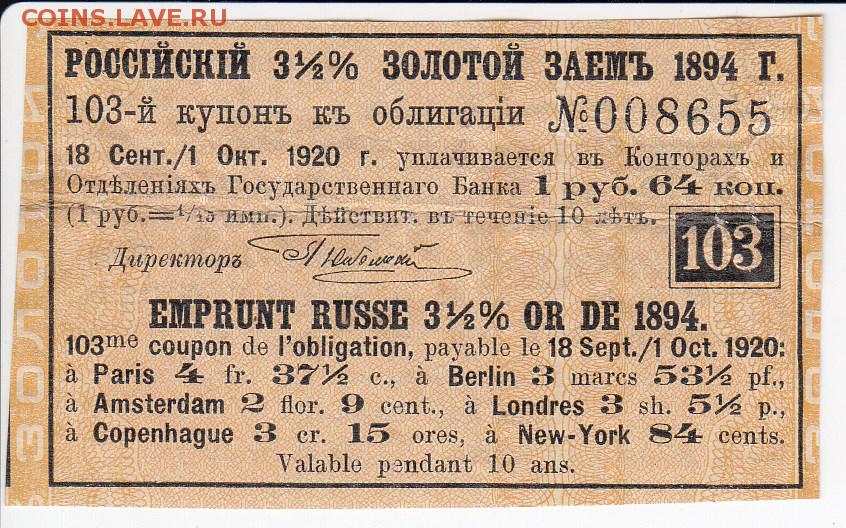 COINS.LAVE.RU
РОССІЙСКІЙ 3½% ЗОЛОТОЙ ЗАЕМЪ 1894 Г.
103-й купонъ къ облигаціи №008655
18 Сент./1 Окт. 1920 г. уплачивается въ Конторахъ и
Отдѣленіяхъ Государственнаго Банка 1 руб. 64 коп.
(1 руб.=1/15 имп.). Дѣйствит. въ теченіе 10 лѣтъ.
103
Директоръ
EMPRUNT RUSSE 3½% OR DE 1894.
103me coupon de l'obligation, payable le 18 Sept./1 Oct. 1920:
à Paris 4 fr. 37½ c., à Berlin 3 marcs 53½ pf.,
à Amsterdam 2 flor. 9 cent., à Londres 3 sh. 5½ p.,
à Copenhague 3 cr. 15 ores, à New-York 84 cents.
Valable pendant 10 ans.